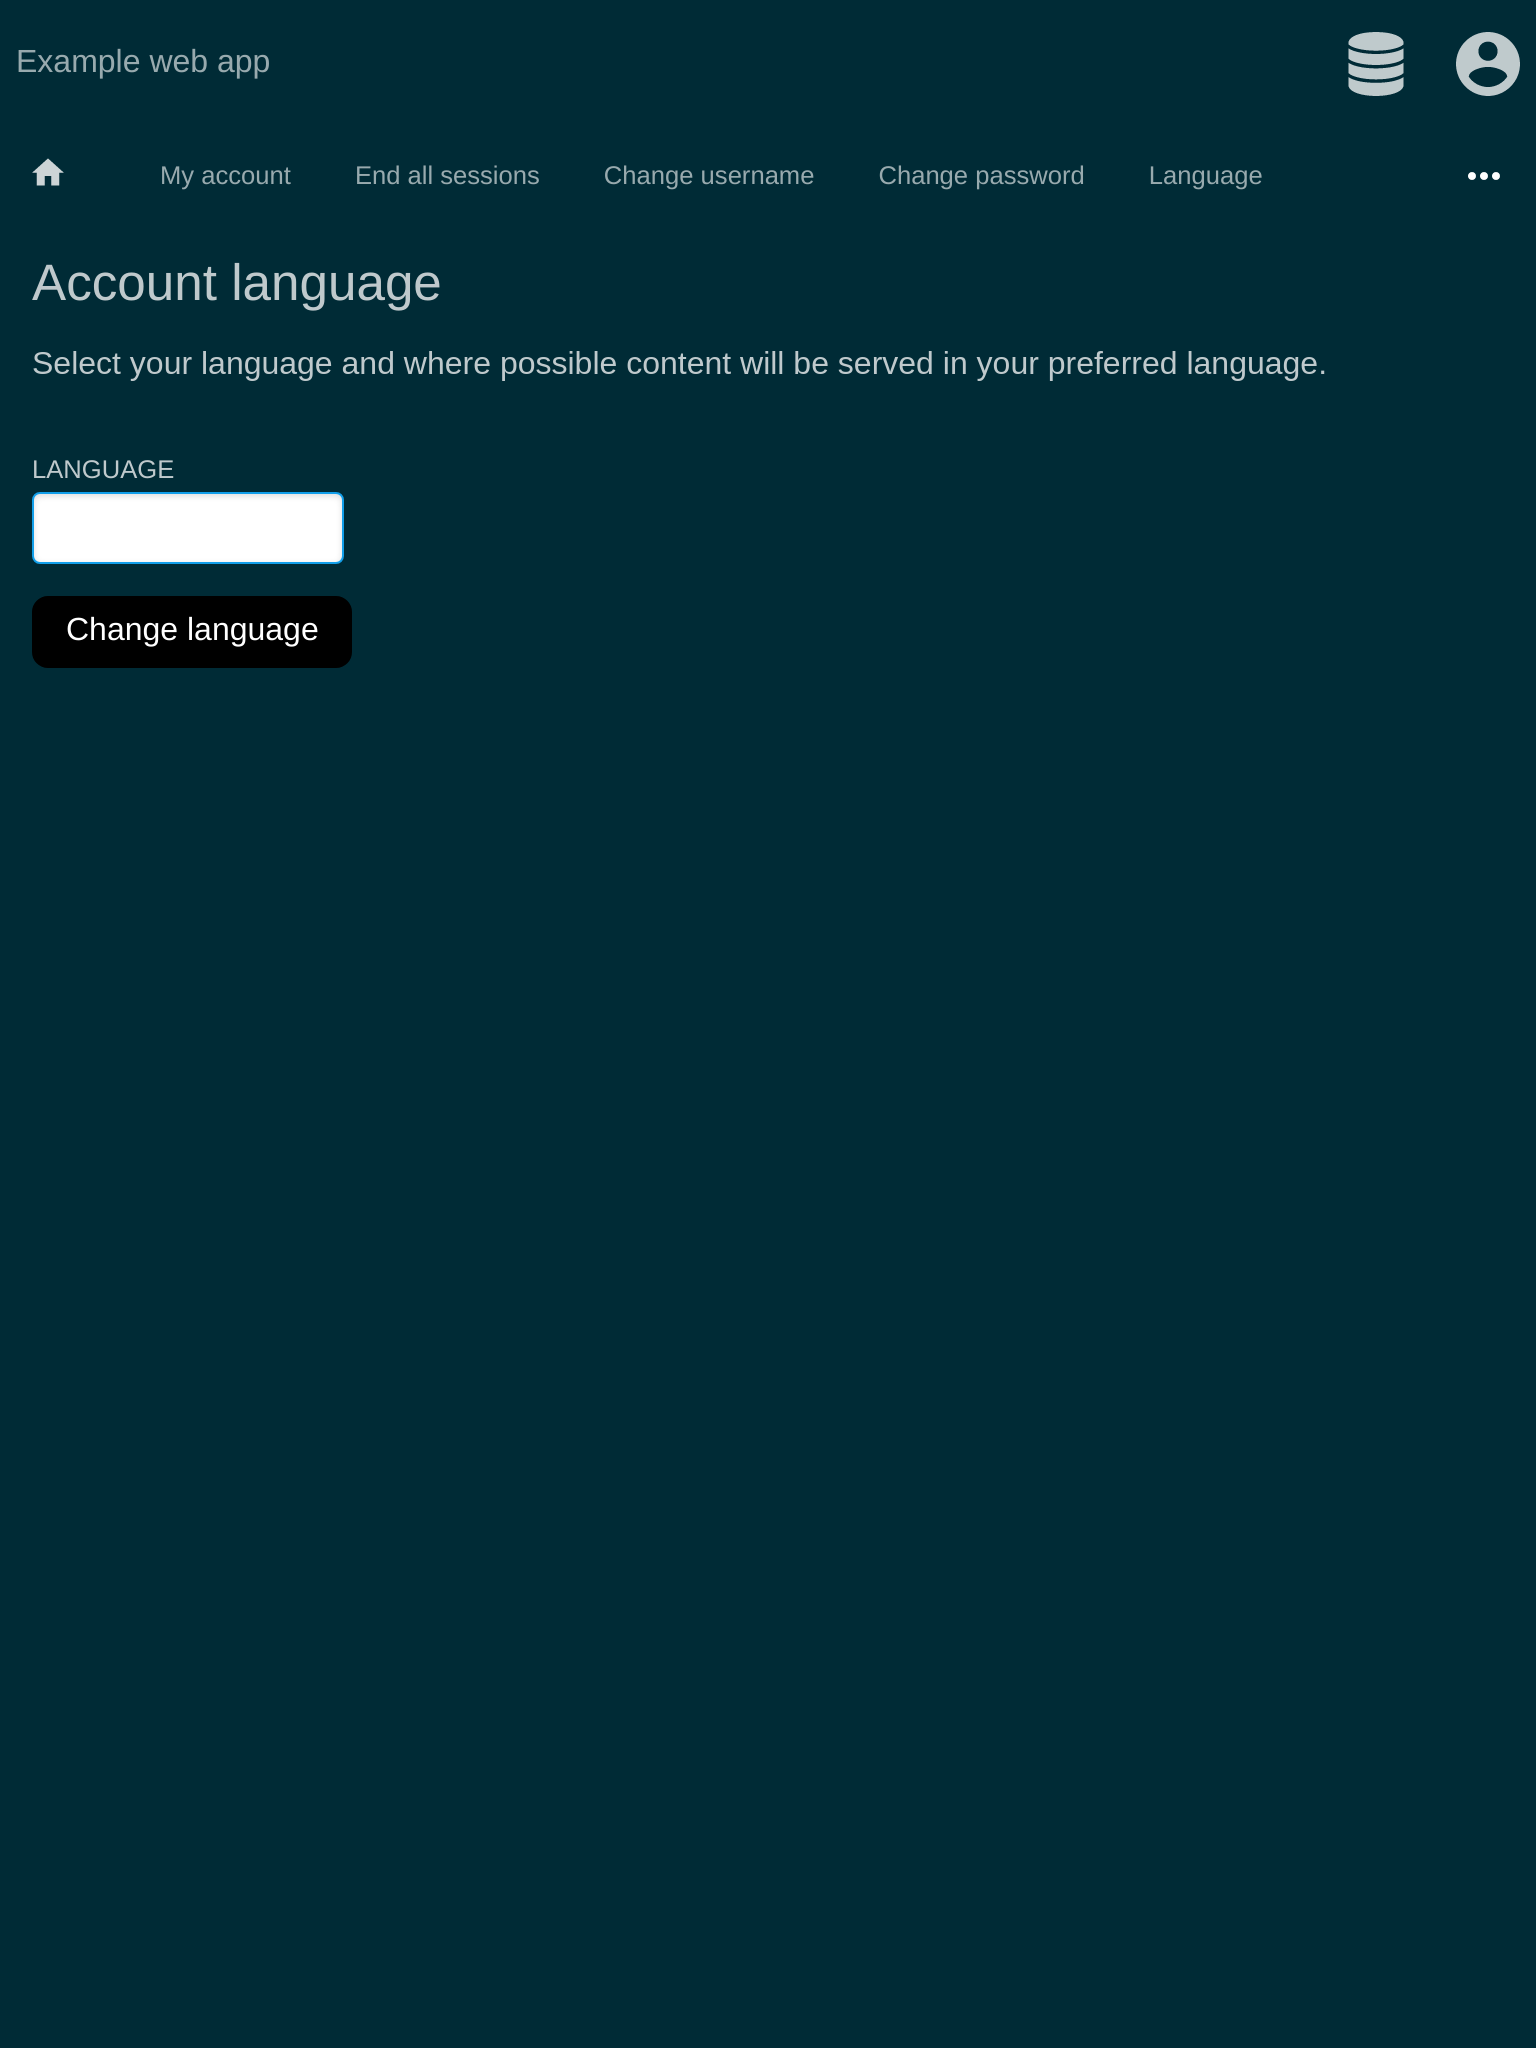 Example web app
My account End all sessions Change username Change password Language
Account language
Select your language and where possible content will be served in your preferred language.
LANGUAGE
Change language